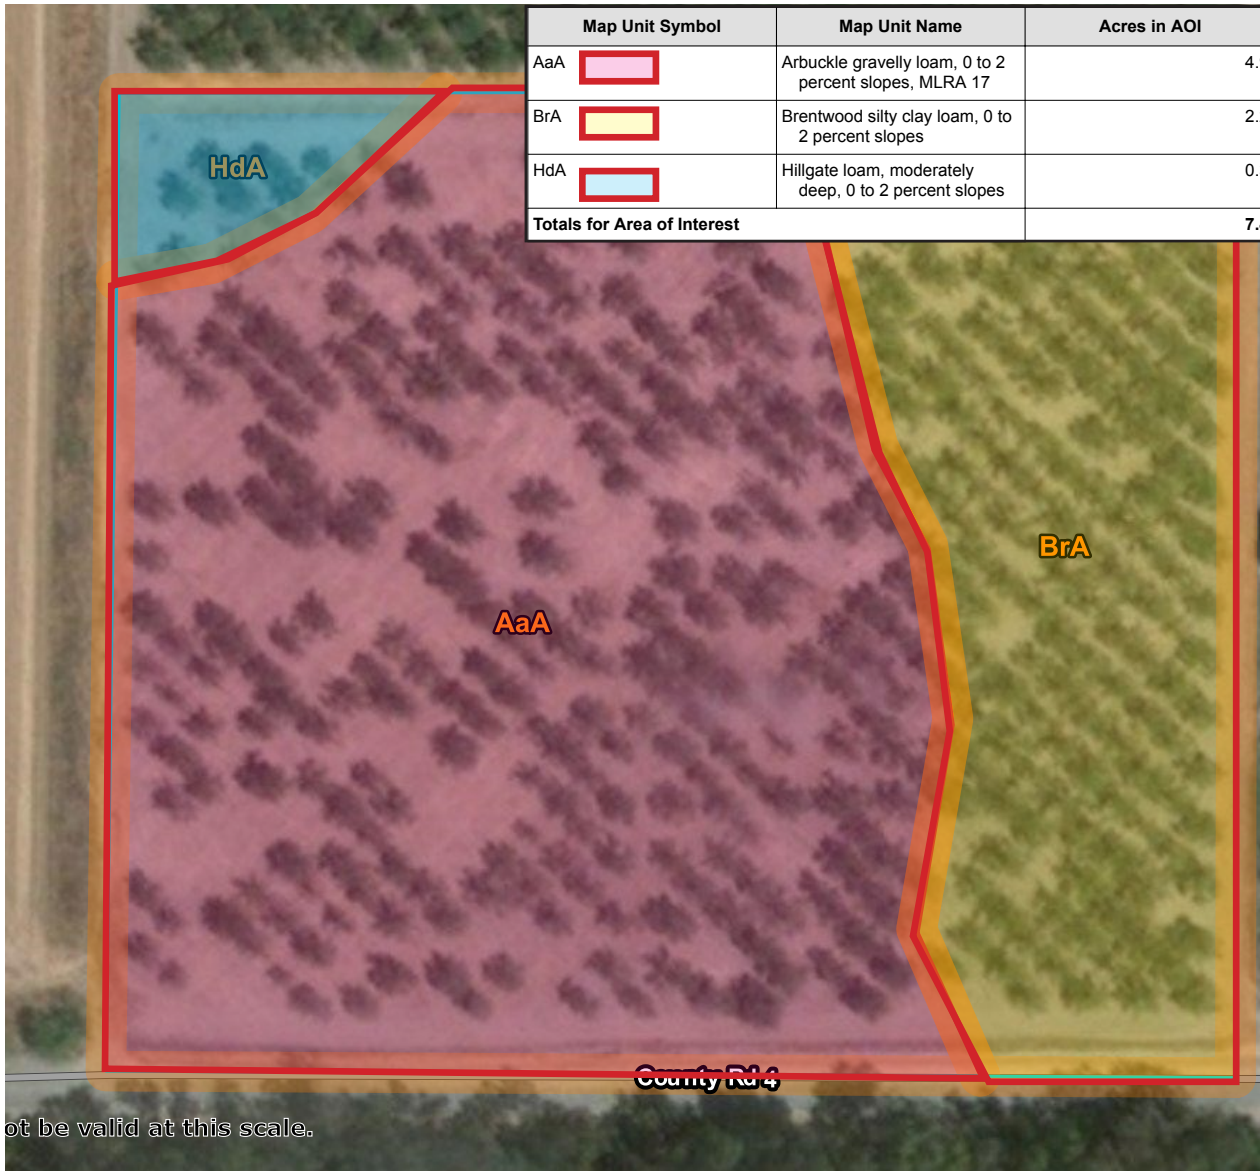 Map Unit Symbol Map Unit Name Acres in AOI
AaA Arbuckle gravelly loam, 0 to 2 4.
percent slopes, MLRA 17
BrA Brentwood silty clay loam, 0 to 2.
2 percent slopes
HdA Hillgate loam, moderately 0.
deep, 0 to 2 percent slopes
Totals for Area of Interest 7.
HdA
BrA
AaA
County Rd 4
ot be valid at this scale.